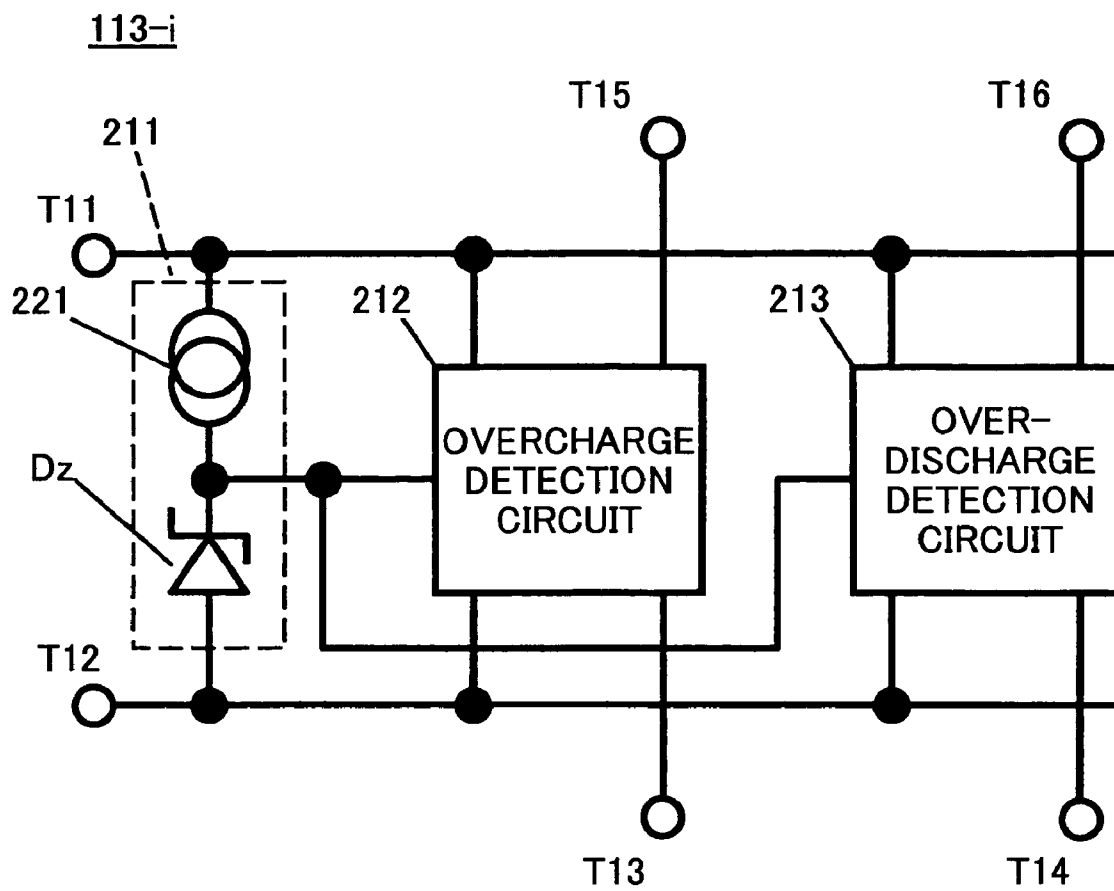 113-i
T15
T16
211
T11
221
212
213
OVERCHARGE
DETECTION
CIRCUIT
OVER-
DISCHARGE
DETECTION
CIRCUIT
Dz
T12
T13
T14